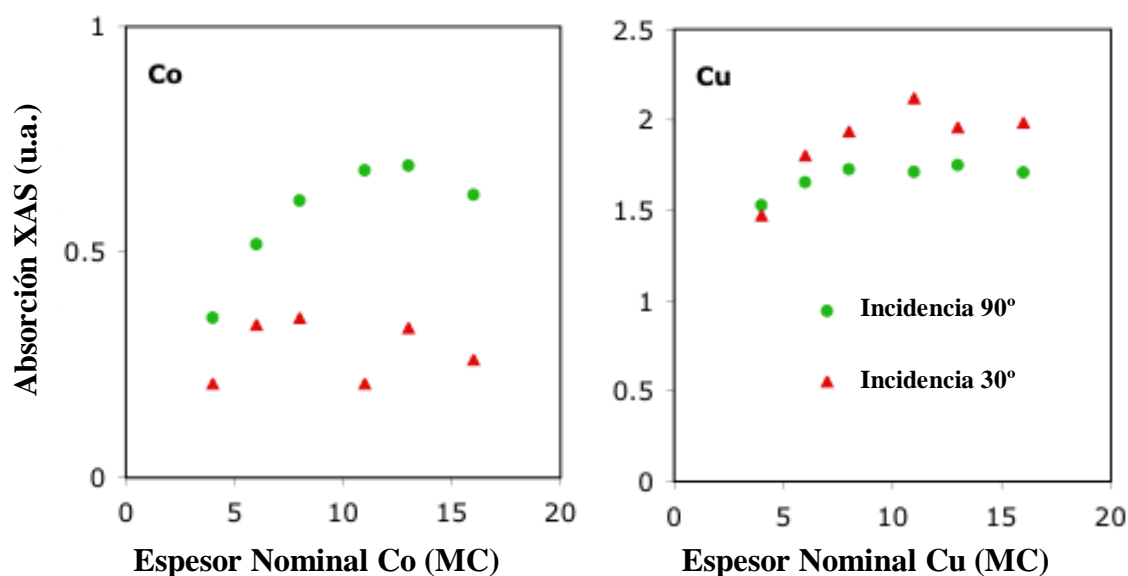 Absorción XAS (u.a.)
1
0.5
0
Co
0
5
10
15
20
Espesor Nominal Co (MC)
2.5
2
1.5
1
0.5
0
Cu
Incidencia 90º
Incidencia 30º
0
5
10
15
20
Espesor Nominal Cu (MC)